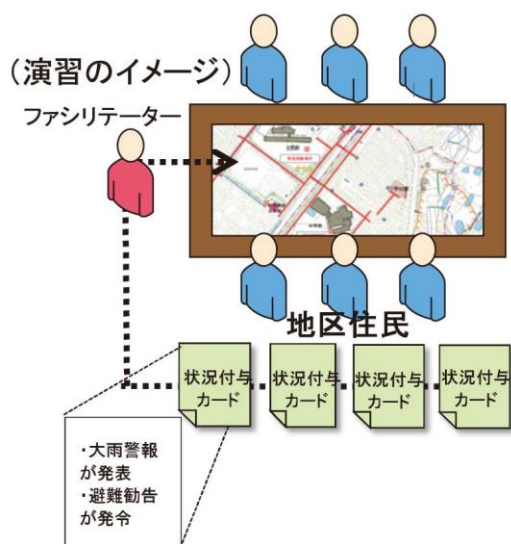 （演習のイメージ）
ファシリテーター
地区住民
状況付与
カード
状況付与
カード
状況付与
カード
状況付与
カード
・大雨警報
が発表
・避難勧告
が発令